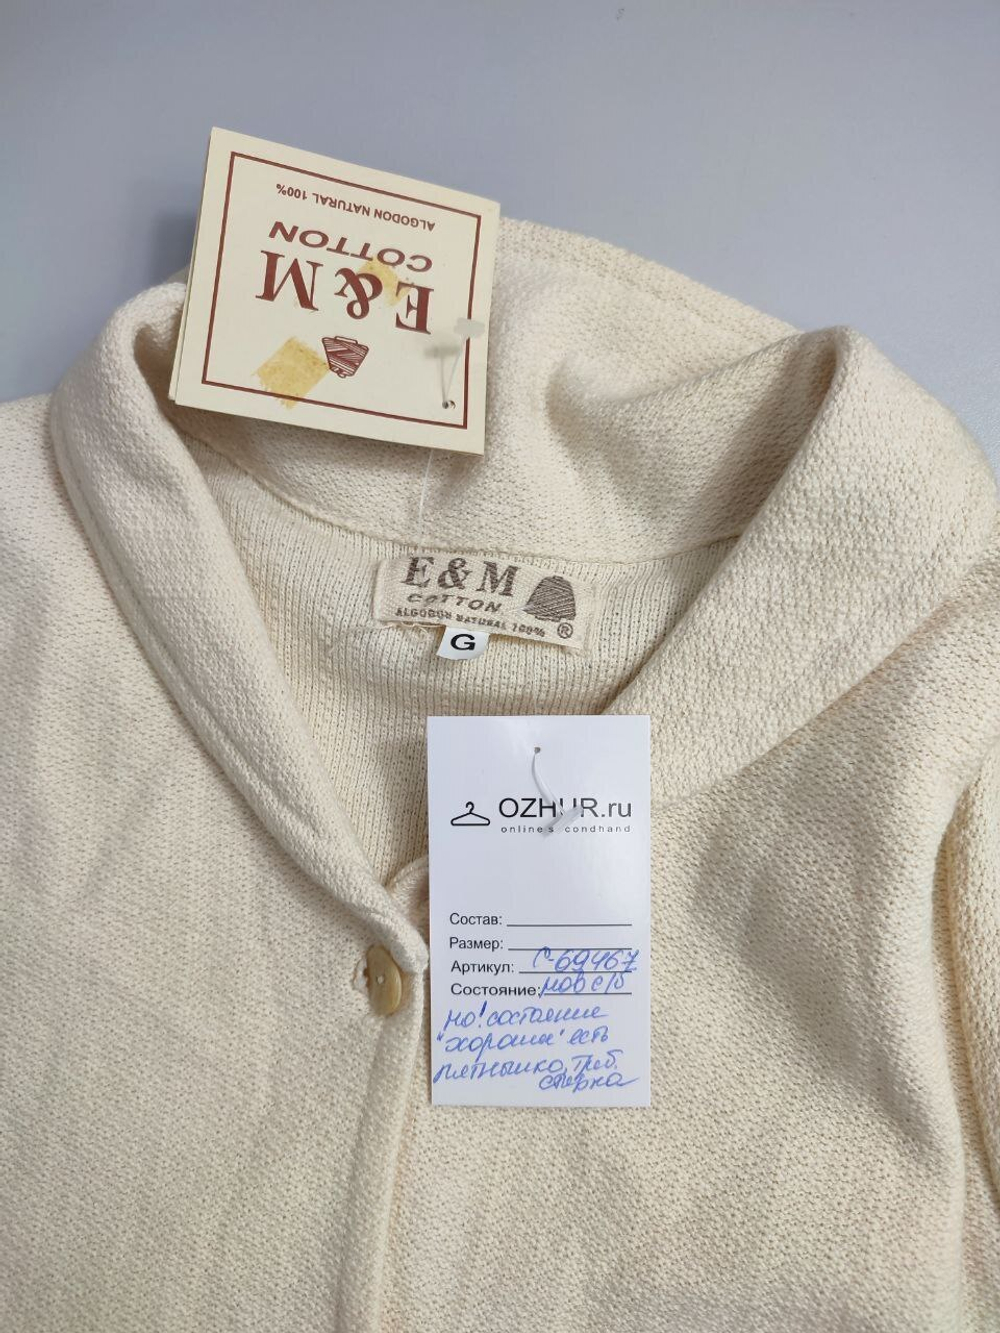 ALGODON NATURAL 100%
COTTON
E&M
E&M
COTTON
ALGODON NATURAL 100% ®
G
OZHUR.ru
online s condhand
Состав:
Размер:
Артикул: С-69467
Состояние: нов с/б
но! состояние
"хорошее" есть
пятнышко, треб.
стирка